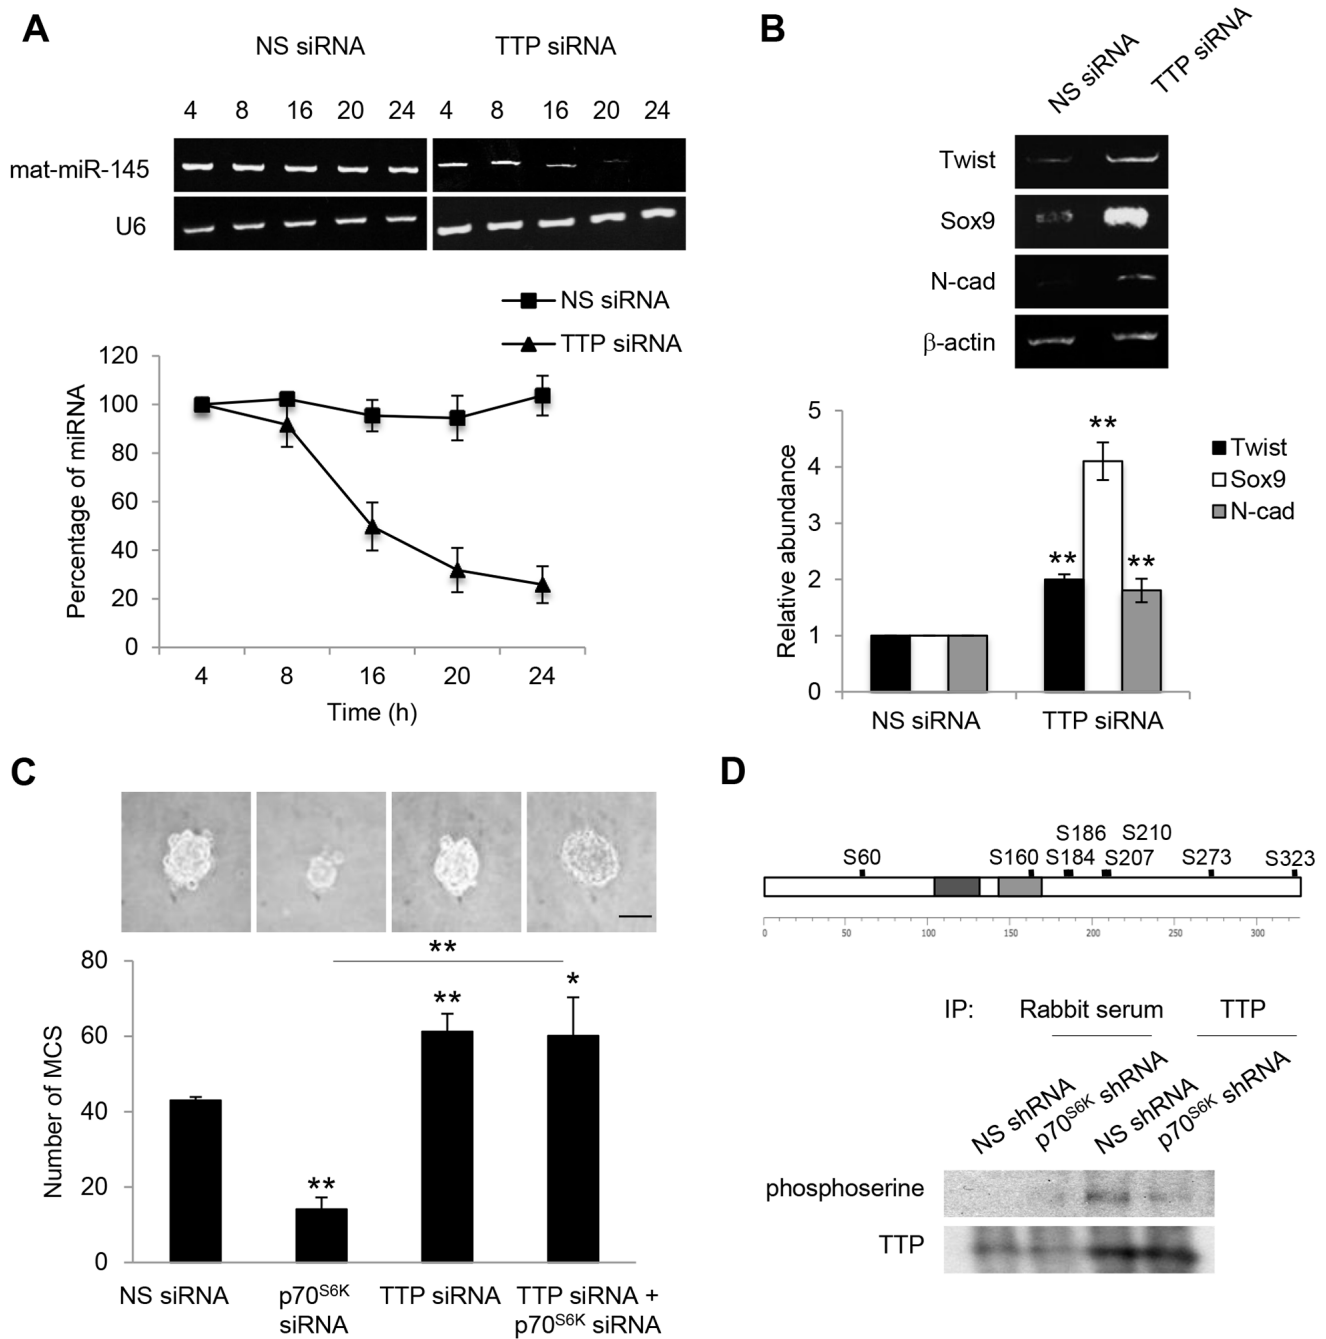 A
NS siRNA TTP siRNA
4 8 16 20 24 4 8 16 20 24
mat-miR-145
U6
NS siRNA
TTP siRNA
Percentage of miRNA
120
100
80
60
40
20
0
4 8 16 20 24
Time (h)
B
NS siRNA TTP siRNA
Twist
Sox9
N-cad
β-actin
Relative abundance
5
4
3
2
1
0
**
**
**
Twist
Sox9
N-cad
NS siRNA TTP siRNA
C
Number of MCS
80
60
40
20
0
**
**
**
*
NS siRNA p70S6K siRNA TTP siRNA TTP siRNA + p70S6K siRNA
D
S186 S210
S60 S160 S184 S207 S273 S323
0 50 100 150 200 250 300
IP: Rabbit serum TTP
NS shRNA p70S6K shRNA NS shRNA p70S6K shRNA
phosphoserine
TTP